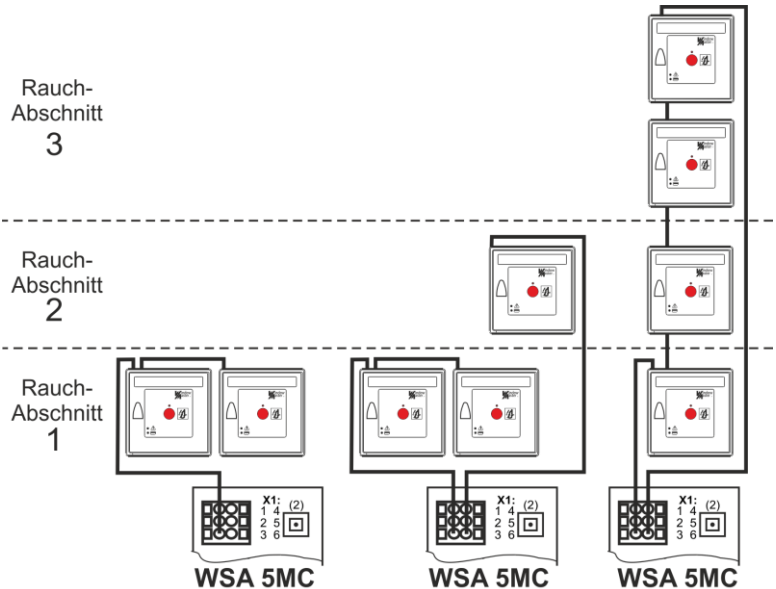 Rauch-
Abschnitt
3
Rauch-
Abschnitt
2
Rauch-
Abschnitt
1
X1:
1 4 (2)
2 5
3 6
WSA 5MC
X1:
1 4 (2)
2 5
3 6
WSA 5MC
X1:
1 4 (2)
2 5
3 6
WSA 5MC